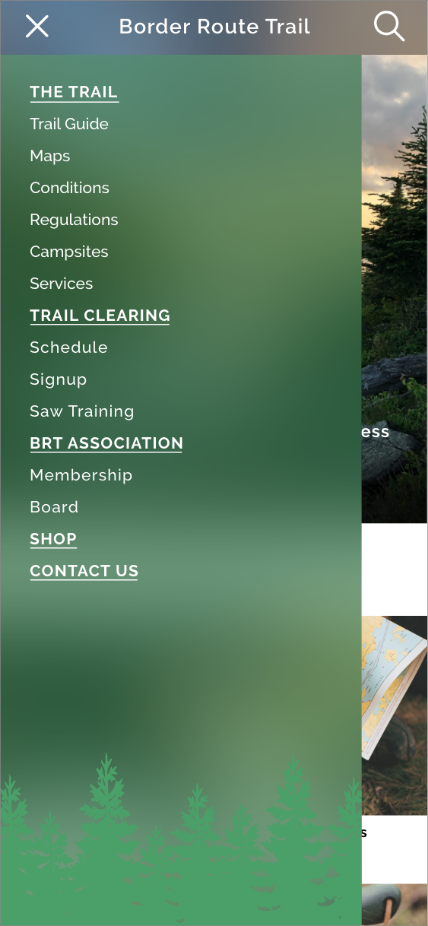 Border Route Trail
THE TRAIL
Trail Guide
Maps
Conditions
Regulations
Campsites
Services
TRAIL CLEARING
Schedule
Signup
Saw Training
ess
BRT ASSOCIATION
Membership
Board
SHOP
CONTACT US
s